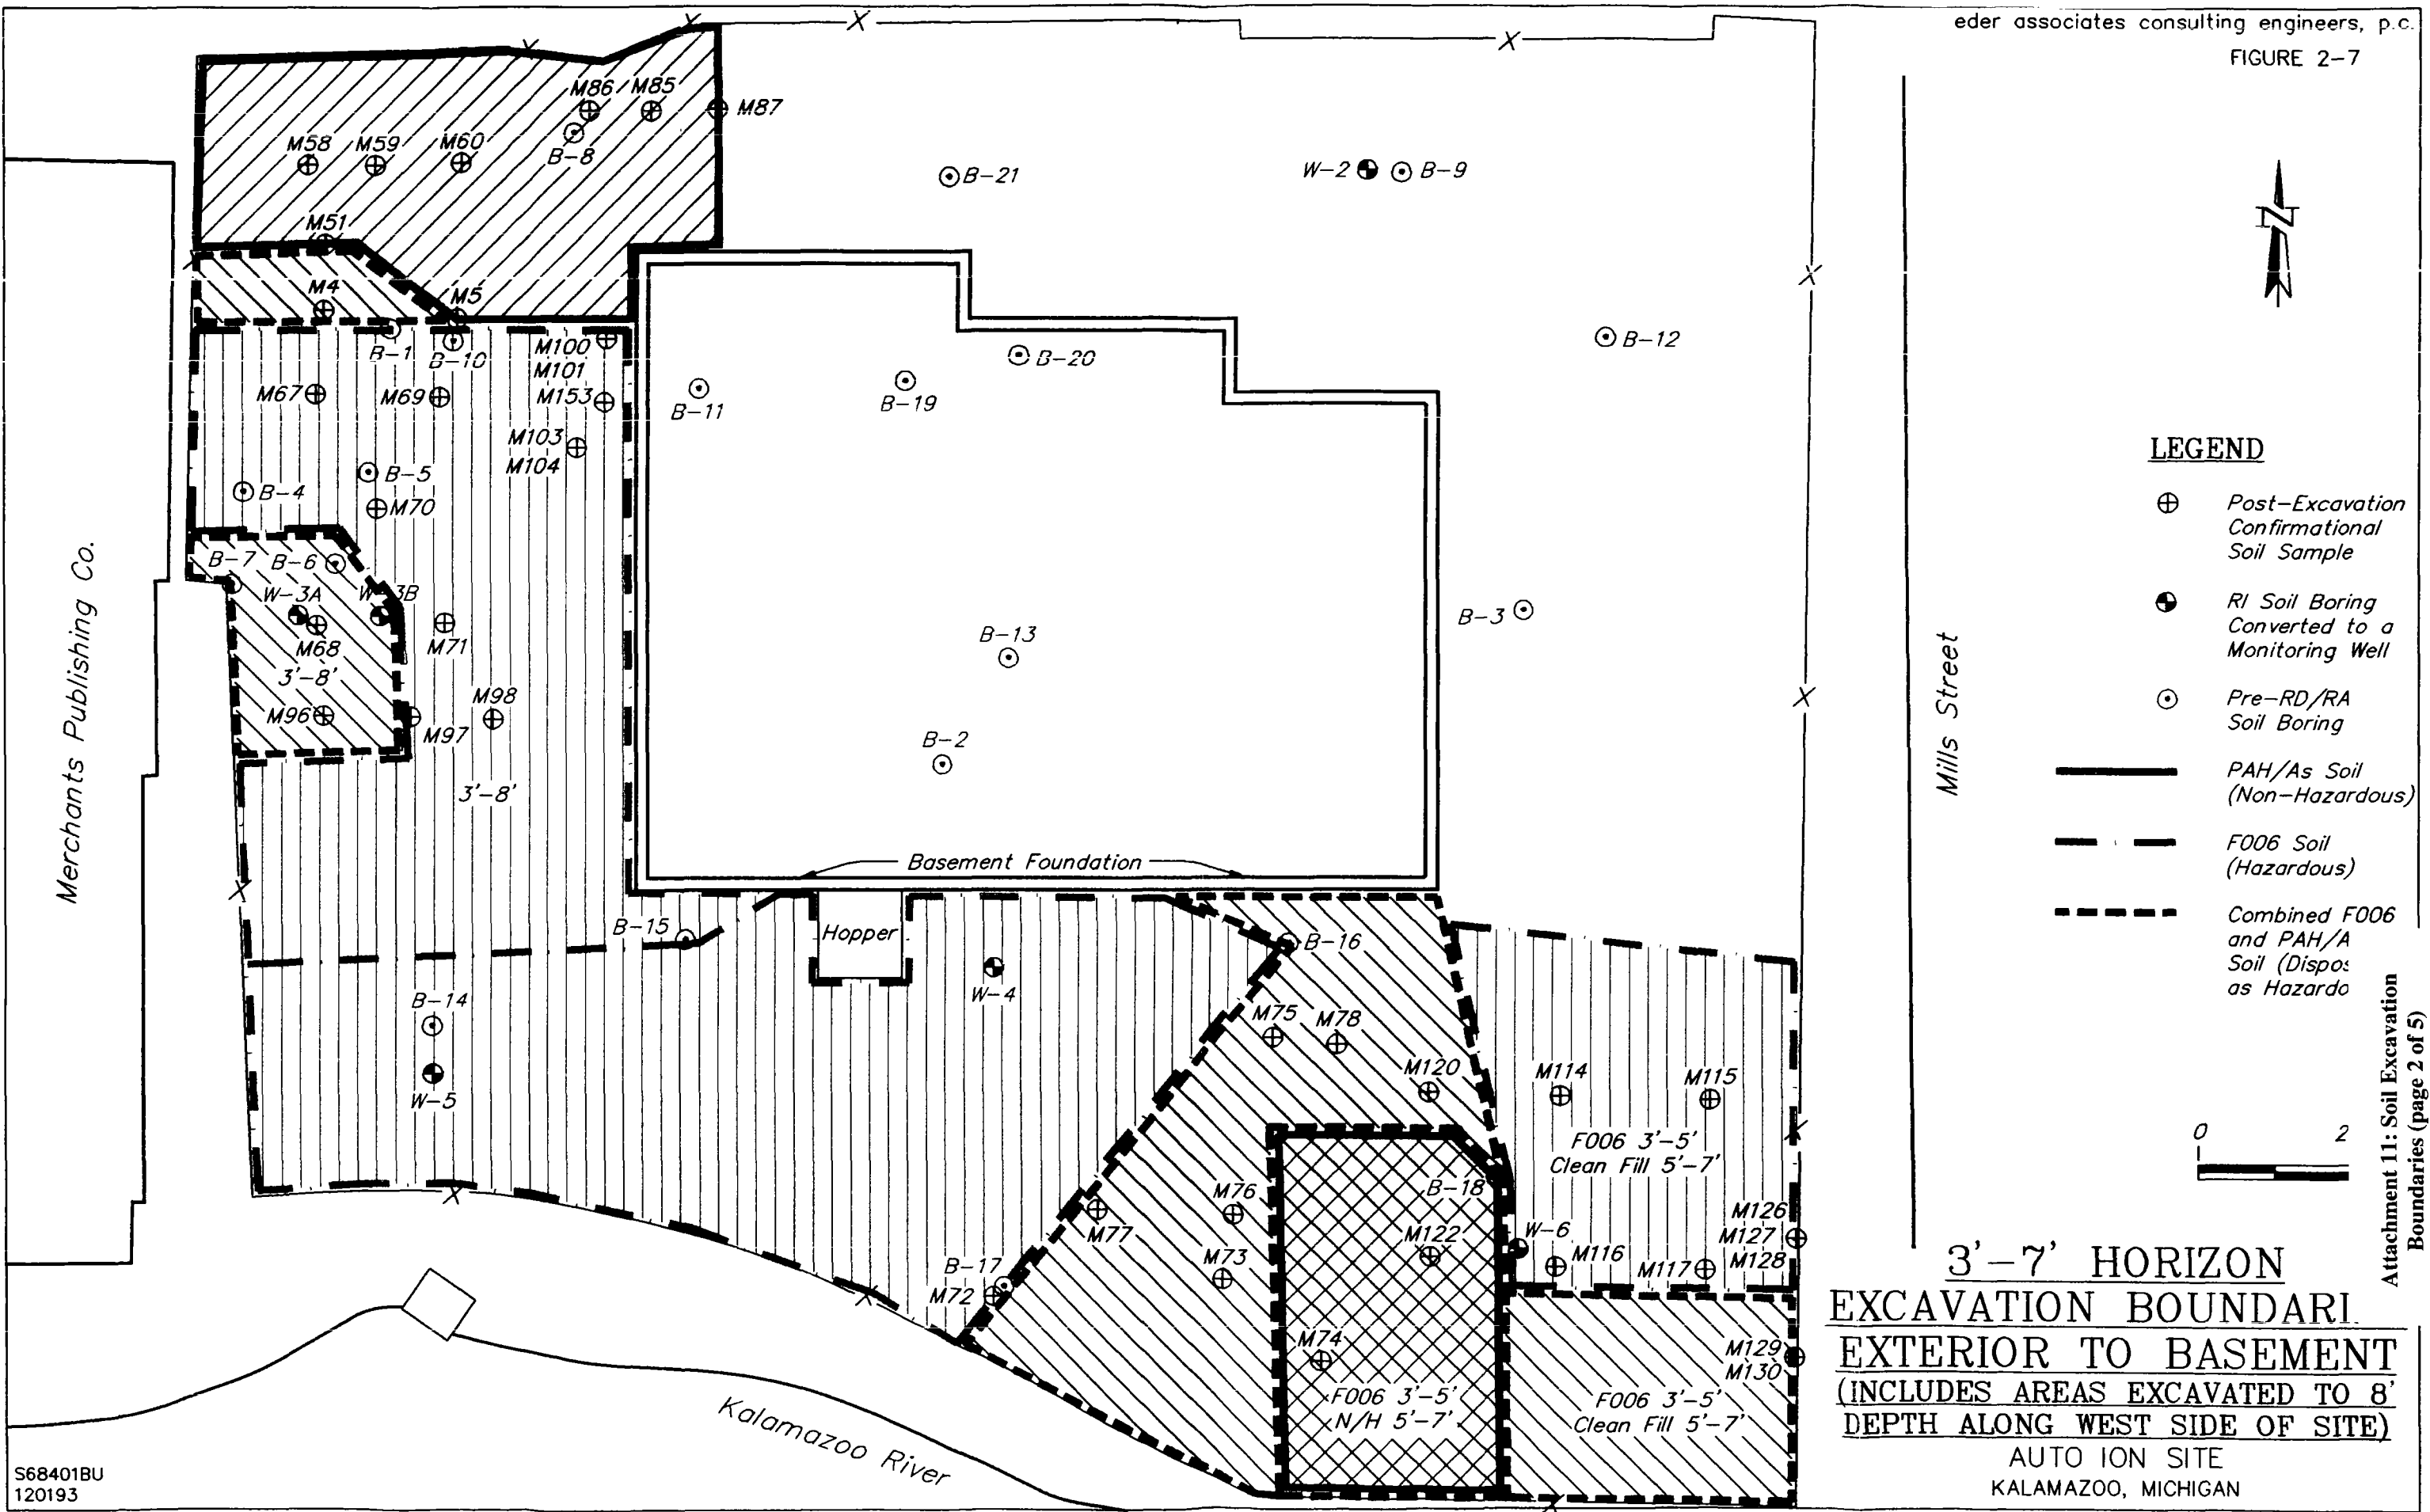 eder associates consulting engineers, p.c.
FIGURE 2-7
M86 M85
M87
B-8
M58 M59 M60
M51
M4
M5
B-21
W-2 B-9
N
B-1
B-10
M100
M101
M153
M67
M69
M103
M104
B-4
B-5
M70
B-11
B-19
B-20
B-12
B-7 B-6
W-3A
W-3B
M68
3'-8'
M96
M71
M97
M98
3'-8'
B-13
B-2
B-3
Merchants Publishing Co.
Mills Street
Basement Foundation
Hopper
B-15
B-14
W-5
W-4
B-16
M75 M78
M120
M114
M115
F006 3'-5'
Clean Fill 5'-7'
B-18
M76
M77
M73
M122
W-6
M116
M117
M126
M127
M128
B-17
M72
M74
F006 3'-5'
N/H 5'-7'
M129
M130
F006 3'-5'
Clean Fill 5'-7'
Kalamazoo River
LEGEND
Post-Excavation
Confirmational
Soil Sample
RI Soil Boring
Converted to a
Monitoring Well
Pre-RD/RA
Soil Boring
PAH/As Soil
(Non-Hazardous)
F006 Soil
(Hazardous)
Combined F006
and PAH/A
Soil (Dispos
as Hazardo
0 2
Attachment 11: Soil Excavation
Boundaries (page 2 of 5)
3'-7' HORIZON
EXCAVATION BOUNDARI
EXTERIOR TO BASEMENT
(INCLUDES AREAS EXCAVATED TO 8'
DEPTH ALONG WEST SIDE OF SITE)
AUTO ION SITE
KALAMAZOO, MICHIGAN
S68401BU
120193